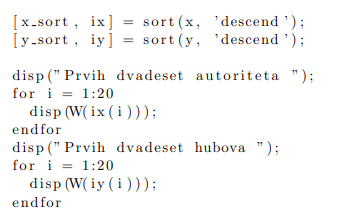 [x_sort, ix] = sort(x, 'descend');
[y_sort, iy] = sort(y, 'descend');
disp("Prvih dvadeset autoriteta ");
for i = 1:20
disp(W(ix(i)));
endfor
disp("Prvih dvadeset hubova ");
for i = 1:20
disp(W(iy(i)));
endfor